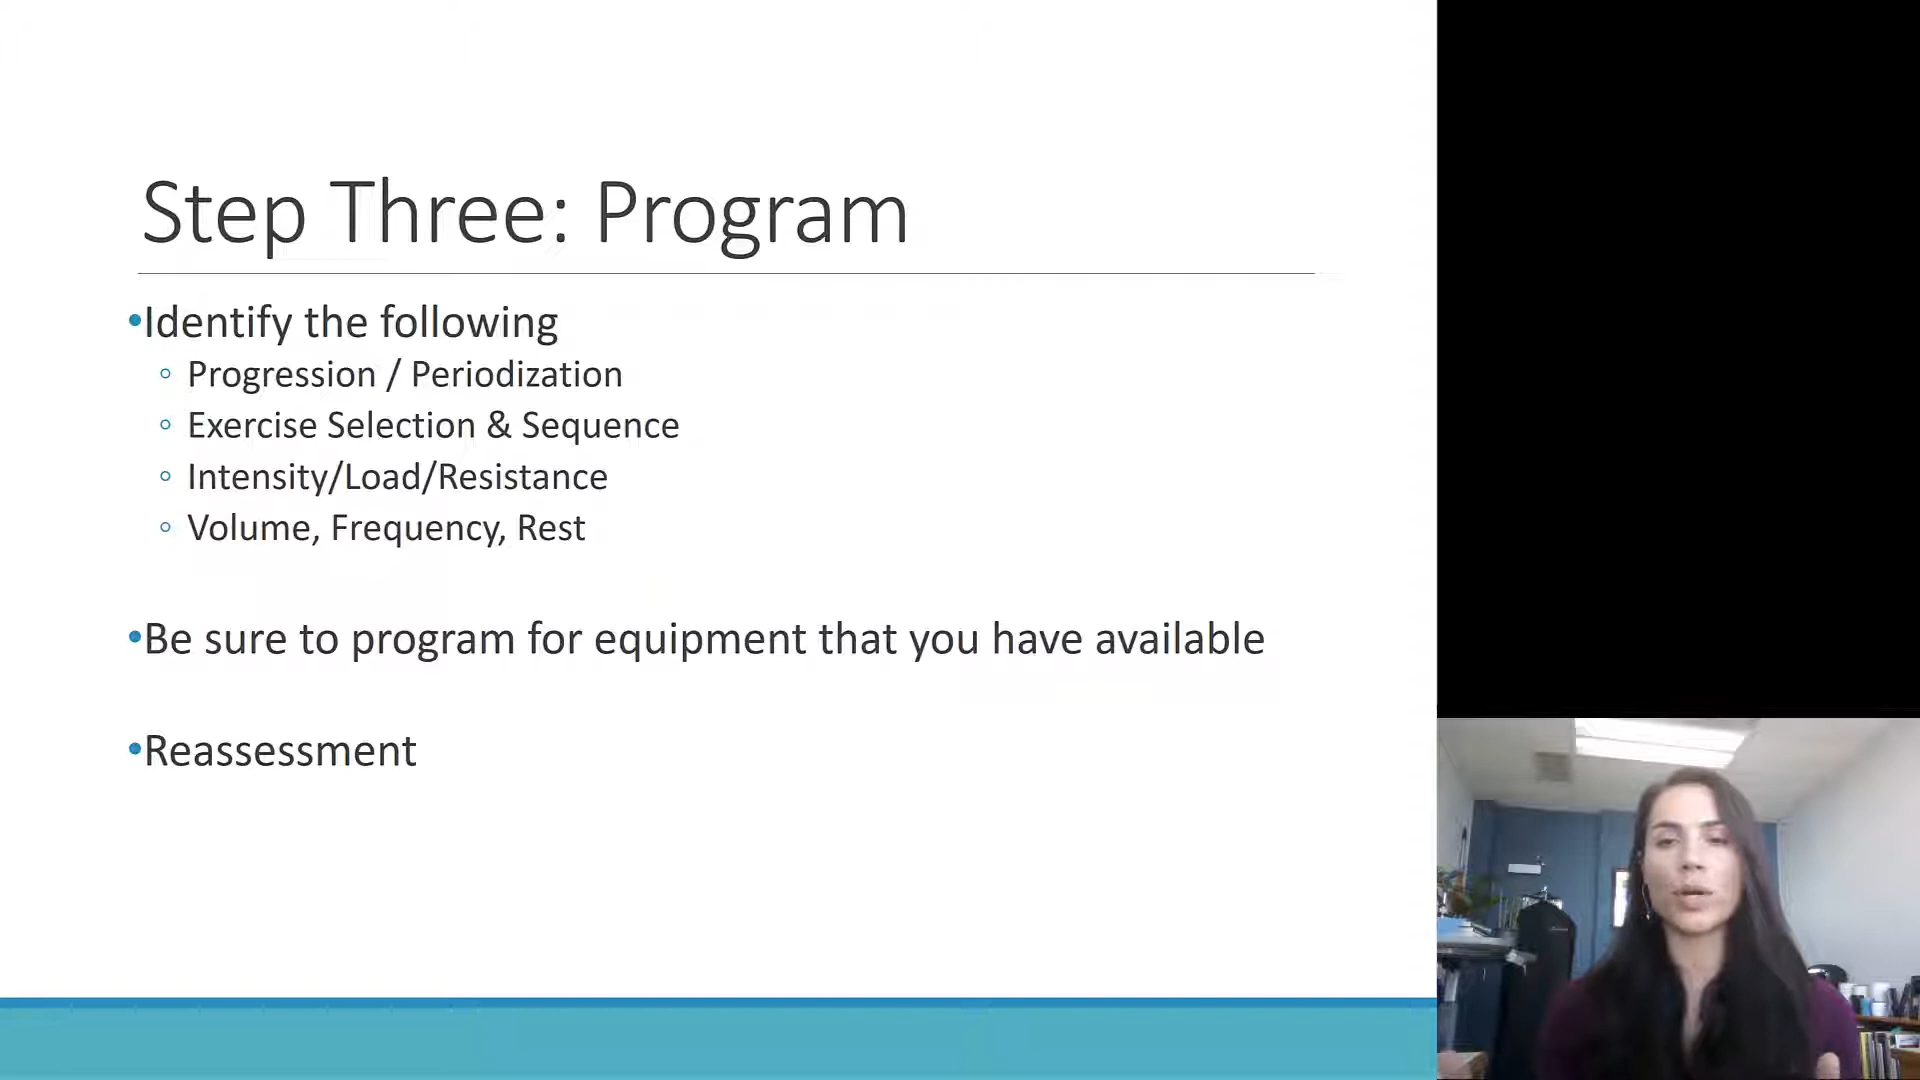 Step Three: Program
•Identify the following
◦ Progression / Periodization
◦ Exercise Selection & Sequence
◦ Intensity/Load/Resistance
◦ Volume, Frequency, Rest
•Be sure to program for equipment that you have available
•Reassessment